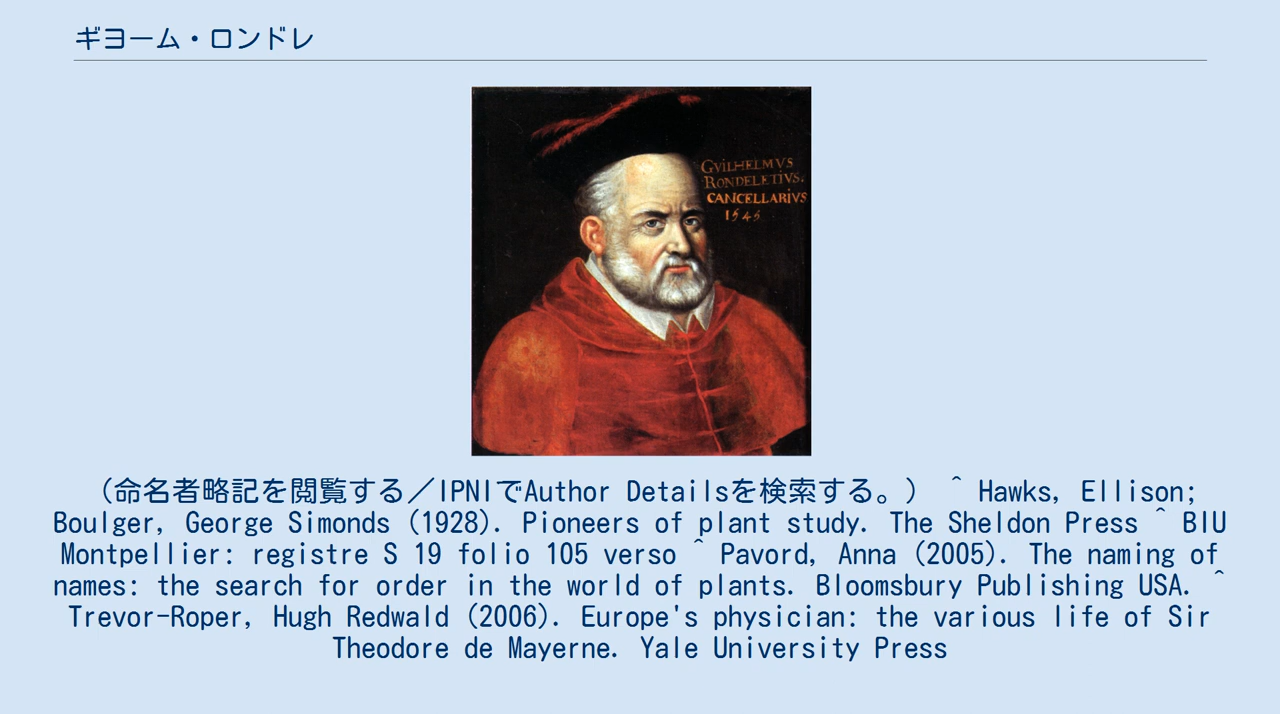 ギヨーム・ロンドレ
GVILHELMVS
RONDELETIVS.
CANCELLARIVS
1545
（命名者略記を閲覧する／IPNIでAuthor Detailsを検索する。） ^ Hawks, Ellison;
Boulger, George Simonds (1928). Pioneers of plant study. The Sheldon Press ^ BIU
Montpellier: registre S 19 folio 105 verso ^ Pavord, Anna (2005). The naming of
names: the search for order in the world of plants. Bloomsbury Publishing USA. ^
Trevor-Roper, Hugh Redwald (2006). Europe's physician: the various life of Sir
Theodore de Mayerne. Yale University Press